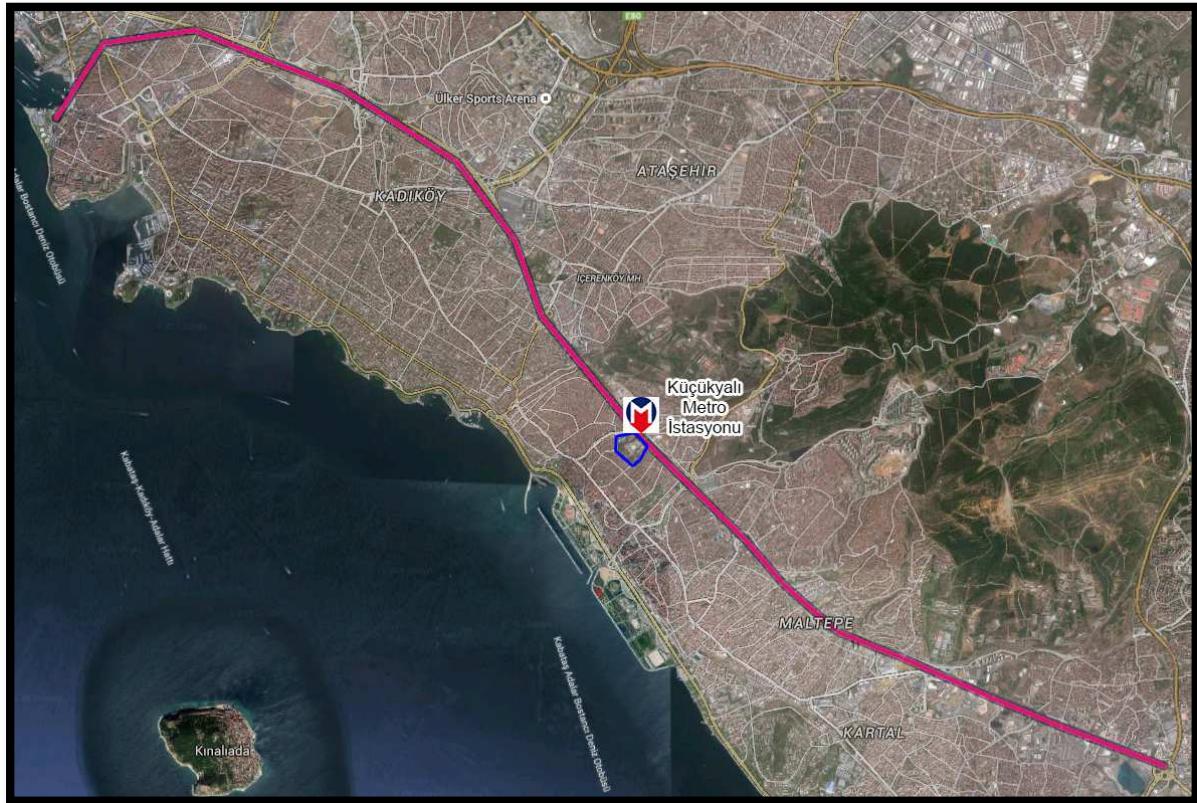 E80
Ülker Sports Arena
ATAŞEHİR
KADIKÖY
İÇERENKÖY MH.
Küçükyalı
Metro
İstasyonu
Adalar Bostancı Deniz Otobüsü
Kabataş-Kadıköy-Adalar Hattı
Kabataş Adalar Bostancı Deniz Otobüsü
MALTEPE
KARTAL
Kınalıada
M